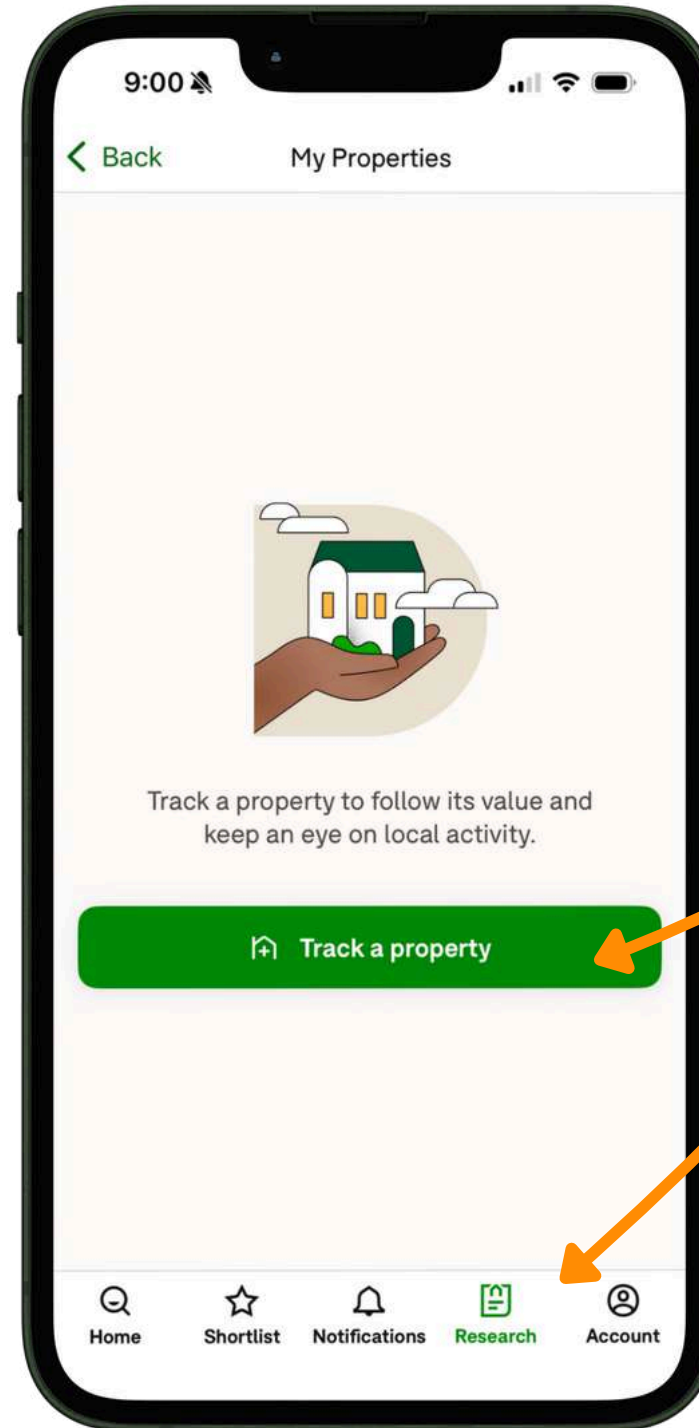 9:00
Back
My Properties
Track a property to follow its value and
keep an eye on local activity.
Track a property
Home
Shortlist
Notifications
Research
Account